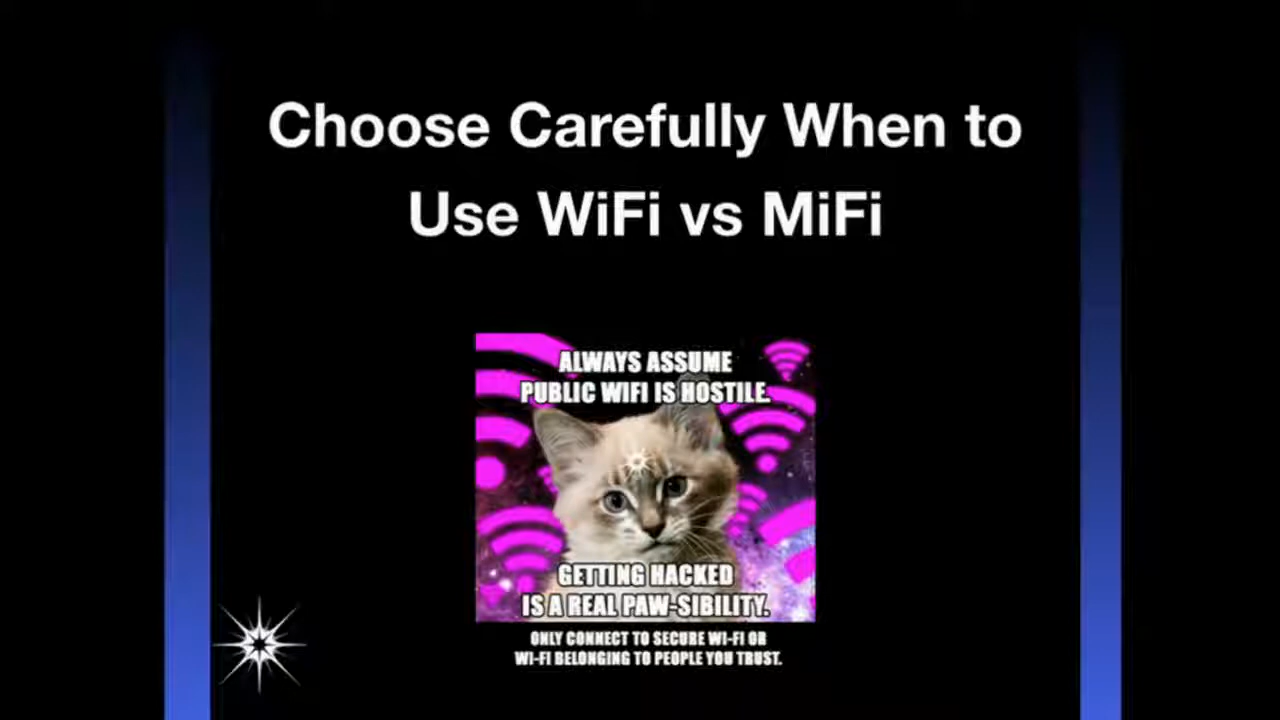 Choose Carefully When to
Use WiFi vs MiFi
ALWAYS ASSUME
PUBLIC WIFI IS HOSTILE.
GETTING HACKED
IS A REAL PAW-SIBILITY.
ONLY CONNECT TO SECURE WI-FI OR
WI-FI BELONGING TO PEOPLE YOU TRUST.